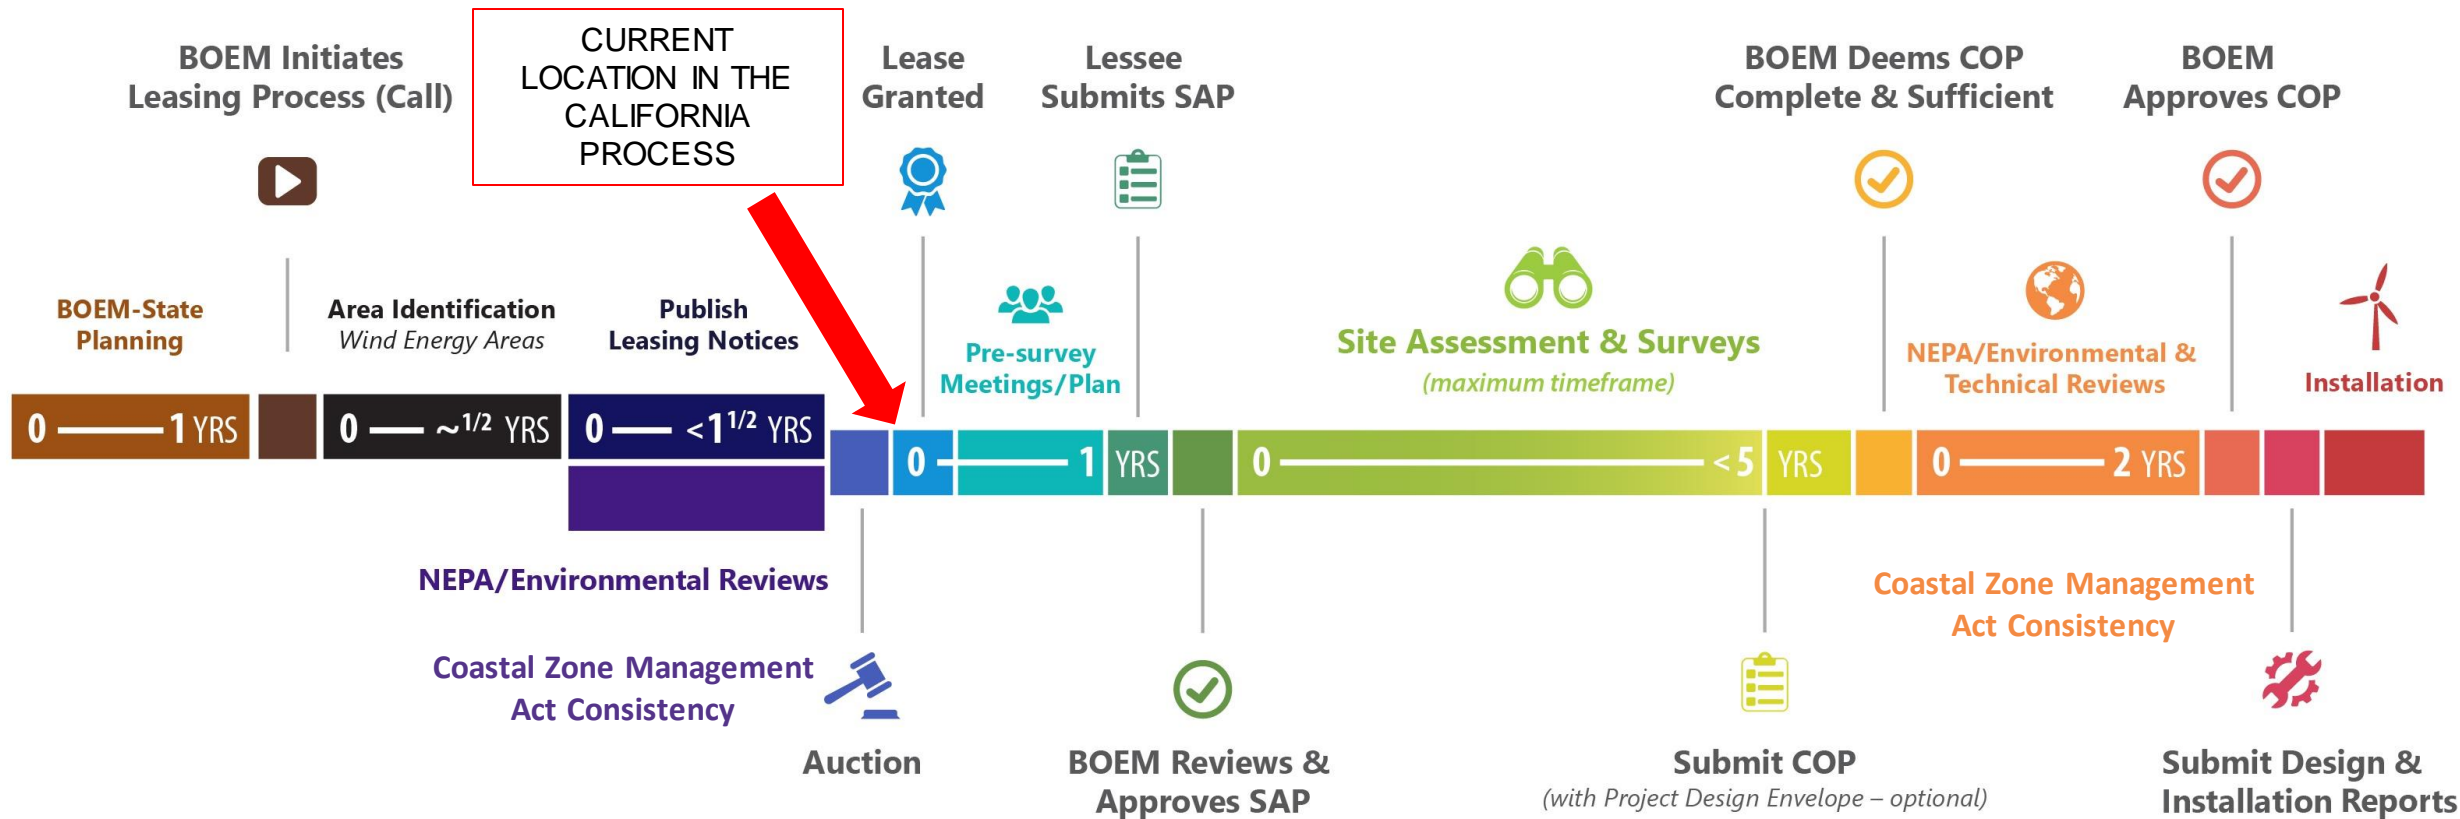 CURRENT
LOCATION IN THE
CALIFORNIA
PROCESS
BOEM Initiates
Leasing Process (Call)
Lease
Granted
Lessee
Submits SAP
BOEM Deems COP
Complete & Sufficient
BOEM
Approves COP
BOEM-State
Planning
Area Identification
Wind Energy Areas
Publish
Leasing Notices
Pre-survey
Meetings/Plan
Site Assessment & Surveys
(maximum timeframe)
NEPA/Environmental &
Technical Reviews
Installation
0 — 1 YRS
0 — ~1/2 YRS
0 — <1 1/2 YRS
0 — 1 YRS
0 — <5 YRS
0 — 2 YRS
NEPA/Environmental Reviews
Coastal Zone Management
Act Consistency
Auction
BOEM Reviews &
Approves SAP
Submit COP
(with Project Design Envelope – optional)
Coastal Zone Management
Act Consistency
Submit Design &
Installation Reports